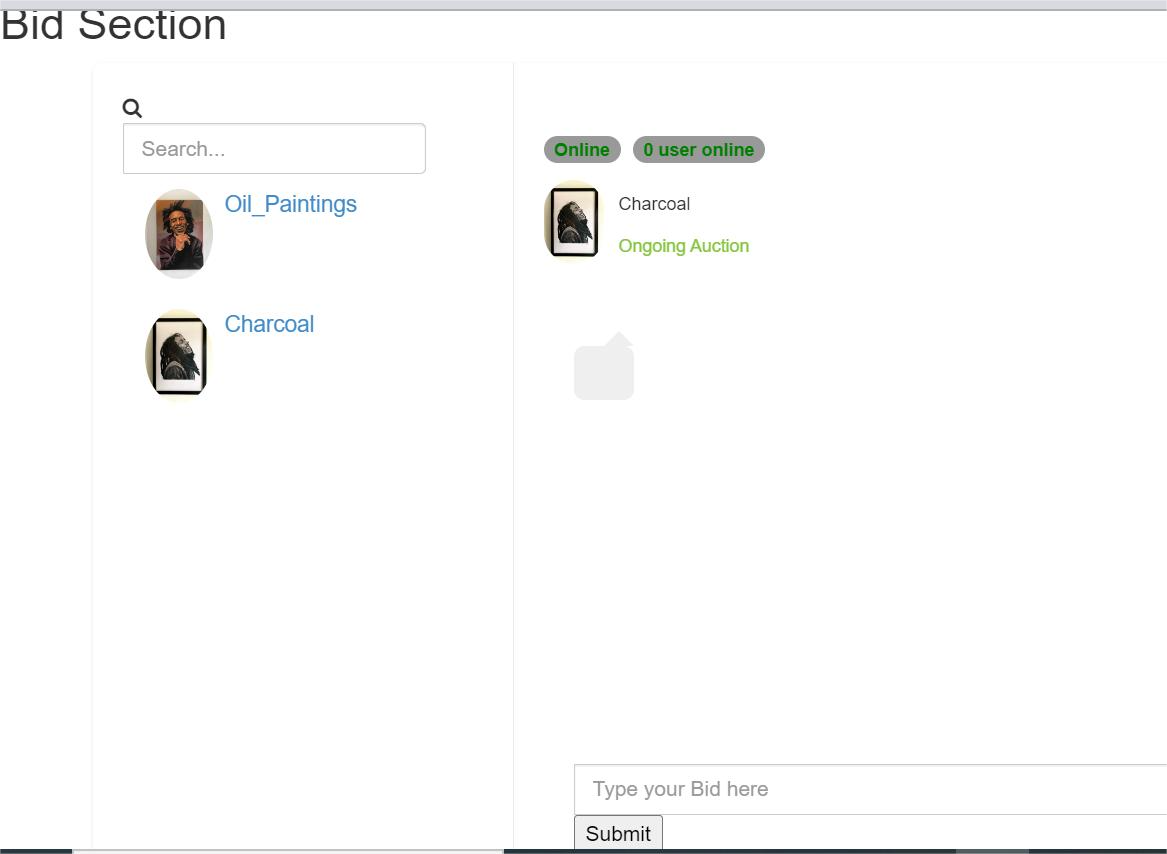 Bid Section
Search...
Oil_Paintings
Charcoal
Online
0 user online
Charcoal
Ongoing Auction
Type your Bid here
Submit